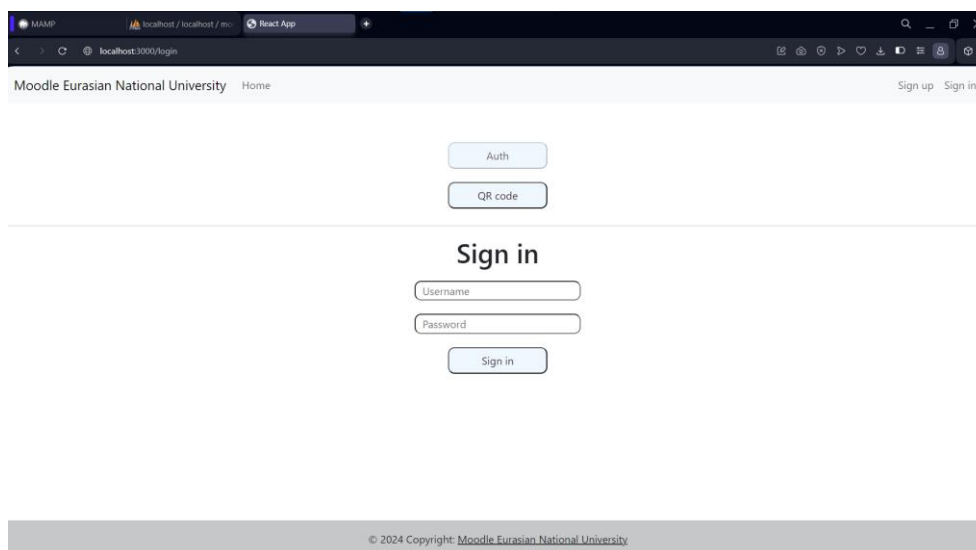 MAMP
localhost / localhost / mo
React App
localhost:3000/login
Moodle Eurasian National University Home Sign up Sign in
Auth
QR code
Sign in
Username
Password
Sign in
© 2024 Copyright: Moodle Eurasian National University